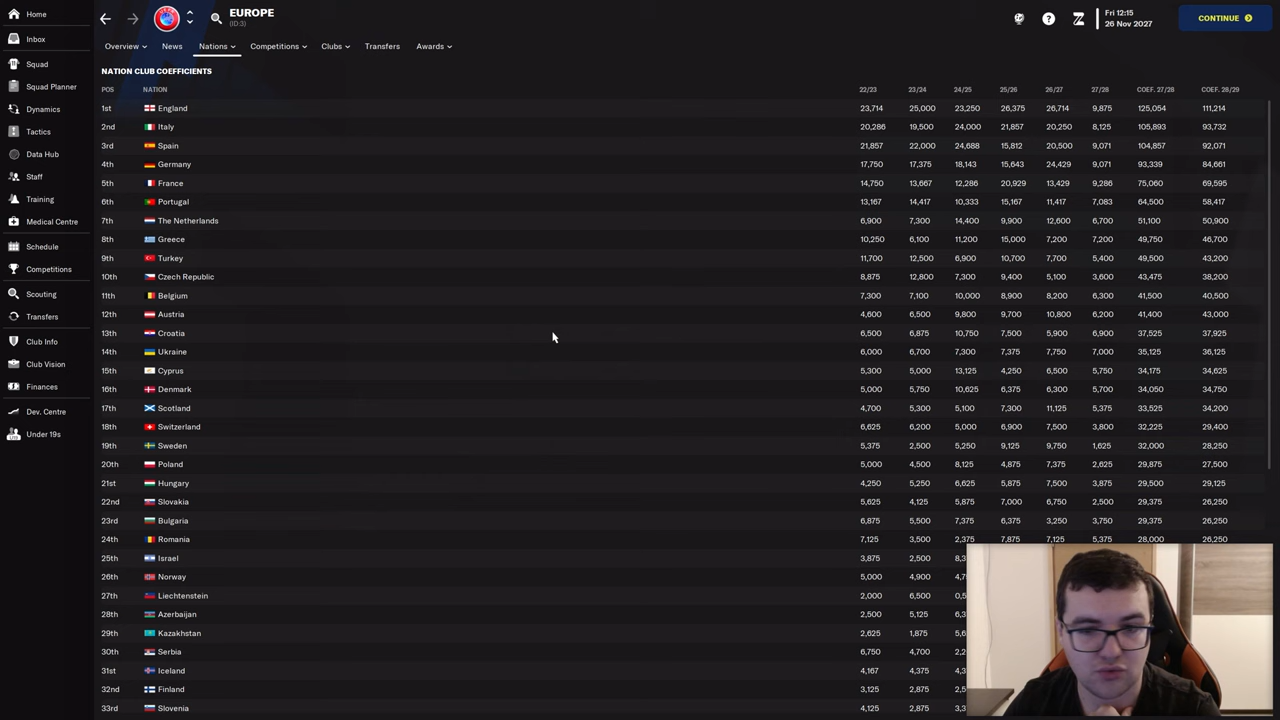 Home
Inbox
Squad
Squad Planner
Dynamics
Tactics
Data Hub
Staff
Training
Medical Centre
Schedule
Competitions
Scouting
Transfers
Club Info
Club Vision
Finances
Dev. Centre
U19 Under 19s
EUROPE
(ID:3)
Fri 12:15
26 Nov 2027
CONTINUE
Overview News Nations Competitions Clubs Transfers Awards
NATION CLUB COEFFICIENTS
POS NATION 22/23 23/24 24/25 25/26 26/27 27/28 COEF. 27/28 COEF. 28/29
1st England 23,714 25,000 23,250 26,375 26,714 9,875 125,054 111,214
2nd Italy 20,286 19,500 24,000 21,857 20,250 8,125 105,893 93,732
3rd Spain 21,857 22,000 24,688 15,812 20,500 9,071 104,857 92,071
4th Germany 17,750 17,375 18,143 15,643 24,429 9,071 93,339 84,661
5th France 14,750 13,667 12,286 20,929 13,429 9,286 75,060 69,595
6th Portugal 13,167 14,417 10,333 15,167 11,417 7,083 64,500 58,417
7th The Netherlands 6,900 7,300 14,400 9,900 12,600 6,700 51,100 50,900
8th Greece 10,250 6,100 11,200 15,000 7,200 7,200 49,750 46,700
9th Turkey 11,700 12,500 6,900 10,700 7,700 5,400 49,500 43,200
10th Czech Republic 8,875 12,800 7,300 9,400 5,100 3,600 43,475 38,200
11th Belgium 7,300 7,100 10,000 8,900 8,200 6,300 41,500 40,500
12th Austria 4,600 6,500 9,800 9,700 10,800 6,200 41,400 43,000
13th Croatia 6,500 6,875 10,750 7,500 5,900 6,900 37,525 37,925
14th Ukraine 6,000 6,700 7,300 7,375 7,750 7,000 35,125 36,125
15th Cyprus 5,300 5,000 13,125 4,250 6,500 5,750 34,175 34,625
16th Denmark 5,000 5,750 10,625 6,375 6,300 5,700 34,050 34,750
17th Scotland 4,700 5,300 5,100 7,300 11,125 5,375 33,525 34,200
18th Switzerland 6,625 6,200 5,000 6,900 7,500 3,800 32,225 29,400
19th Sweden 5,375 2,500 5,250 9,125 9,750 1,625 32,000 28,250
20th Poland 5,000 4,500 8,125 4,875 7,375 2,625 29,875 27,500
21st Hungary 4,250 5,250 6,625 5,875 7,500 3,875 29,500 29,125
22nd Slovakia 5,625 4,125 5,875 7,000 6,750 2,500 29,375 26,250
23rd Bulgaria 6,875 5,500 7,375 6,375 3,250 3,750 29,375 26,250
24th Romania 7,125 3,500 2,375 7,875 7,125 5,375 28,000 26,250
25th Israel 3,875 2,500 8,3
26th Norway 5,000 4,900 4,7
27th Liechtenstein 2,000 6,500 0,5
28th Azerbaijan 2,500 5,125 6,3
29th Kazakhstan 2,625 1,875 5,6
30th Serbia 6,750 4,700 2,2
31st Iceland 4,167 4,375 4,3
32nd Finland 3,125 2,875 2,5
33rd Slovenia 4,125 2,875 3,3